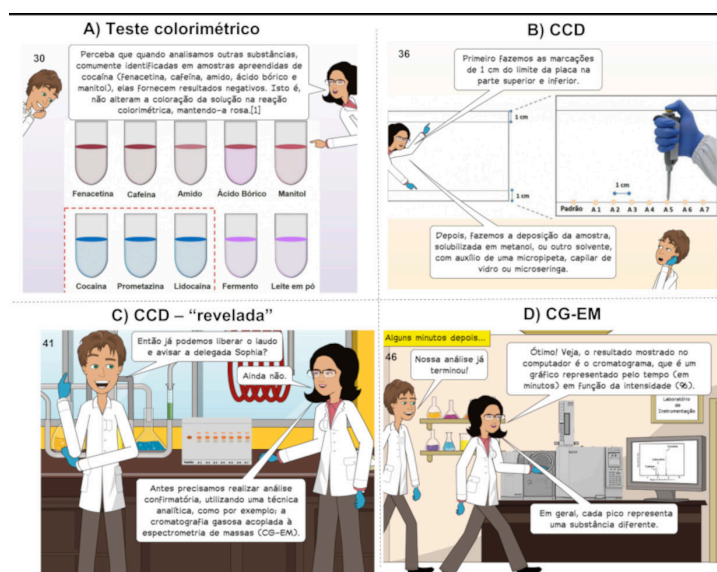 A) Teste colorimétrico
30
Perceba que quando analisamos outras substâncias,
comumente identificadas em amostras apreendidas de
cocaína (fenacetina, cafeína, amido, ácido bórico e
manitol), elas fornecem resultados negativos. Isto é,
não alteram a coloração da solução na reação
colorimétrica, mantendo-a rosa.[1]
Fenacetina Cafeína Amido Ácido Bórico Manitol
Cocaína Prometazina Lidocaína Fermento Leite em pó
B) CCD
36
Primeiro fazemos as marcações
de 1 cm do limite da placa na
parte superior e inferior.
1 cm
1 cm
1 cm
Padrão A 1 A 2 A 3 A 4 A 5 A 6 A 7
Depois, fazemos a deposição da amostra,
solubilizada em metanol, ou outro solvente,
com auxílio de uma micropipeta, capilar de
vidro ou microseringa.
C) CCD – “revelada”
41
Então já podemos liberar o laudo
e avisar a delegada Sophia?
Ainda não.
Antes precisamos realizar análise
confirmatória, utilizando uma técnica
analítica, como por exemplo; a
cromatografia gasosa acoplada à
espectrometria de massas (CG-EM).
D) CG-EM
Alguns minutos depois...
46
Nossa análise já
terminou!
Ótimo! Veja, o resultado mostrado no
computador é o cromatograma, que é um
gráfico representado pelo tempo (em
minutos) em função da intensidade (%).
Laboratório
de
Instrumentação
Em geral, cada pico representa
uma substância diferente.